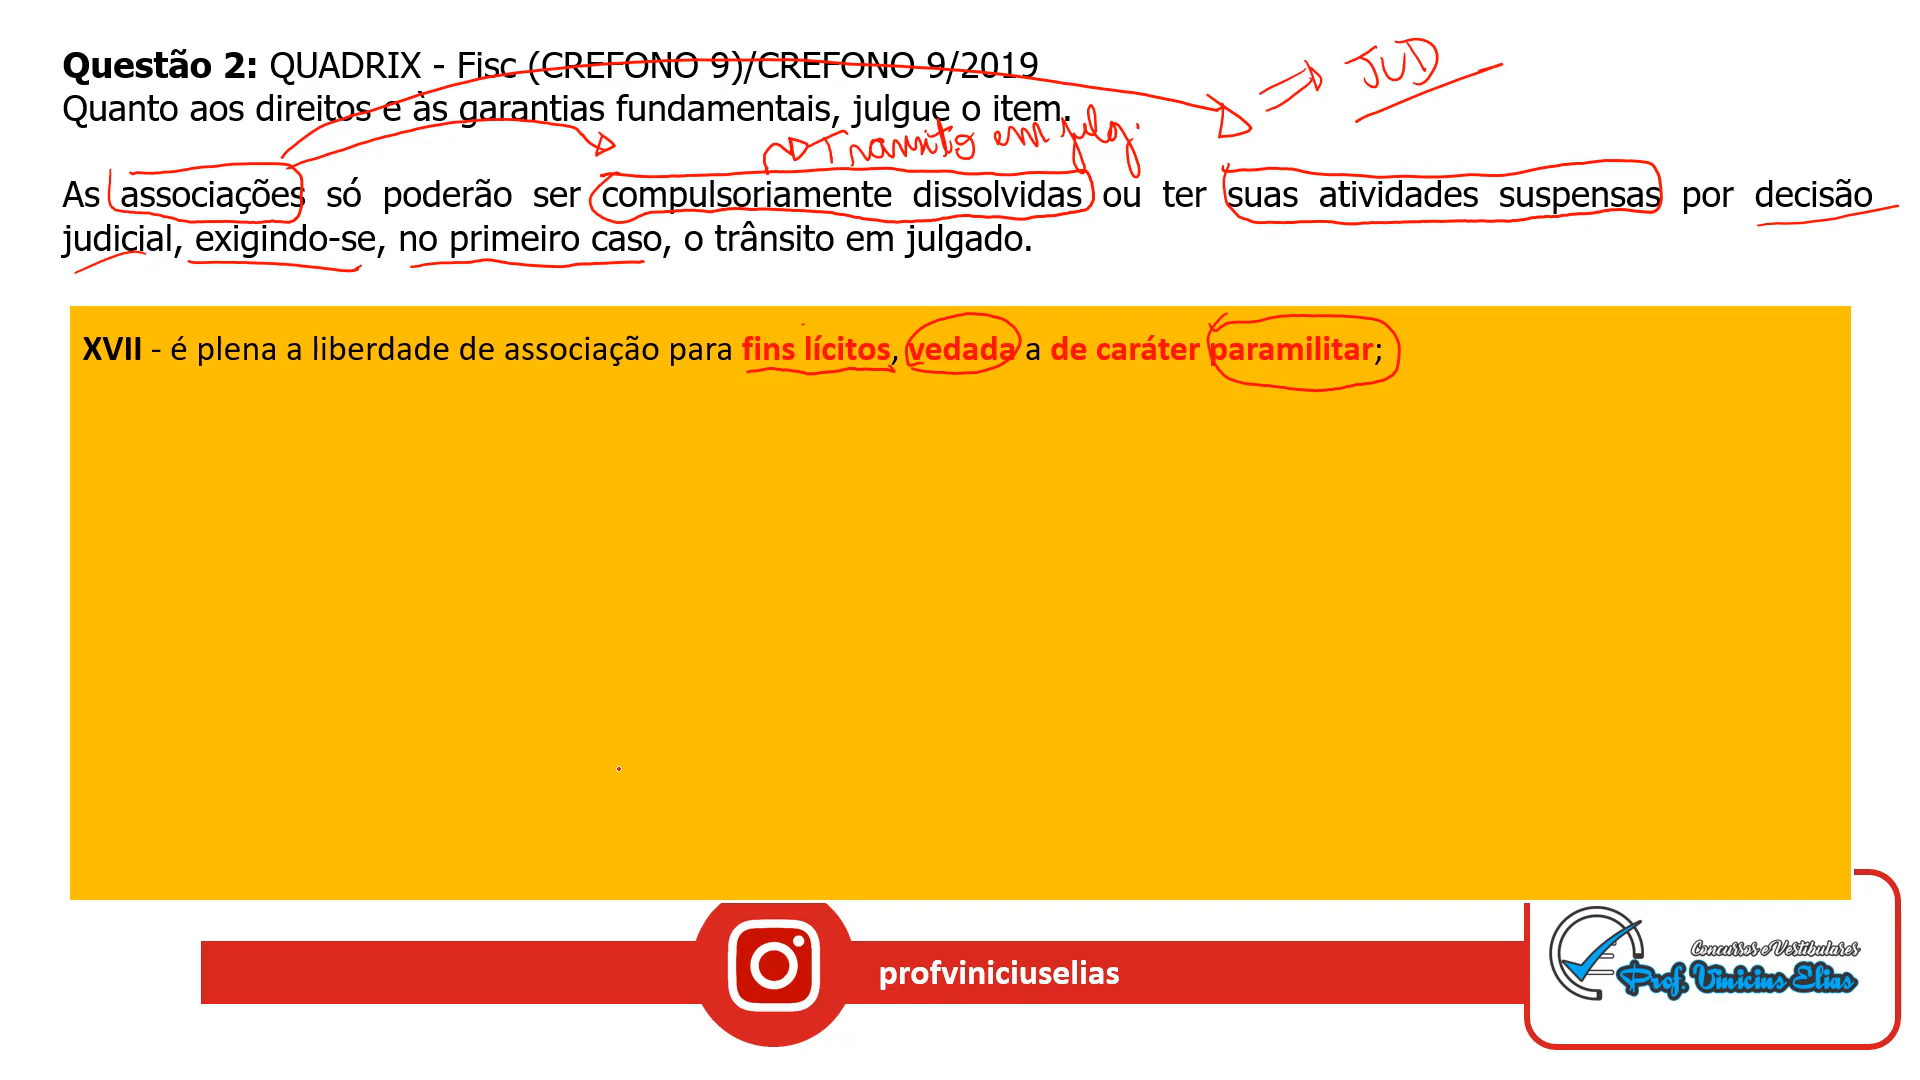 Questão 2: QUADRIX - Fisc (CREFONO 9)/CREFONO 9/2019
JUD
Quanto aos direitos e às garantias fundamentais, julgue o item.
Transito em julg.
As associações só poderão ser compulsoriamente dissolvidas ou ter suas atividades suspensas por decisão
judicial, exigindo-se, no primeiro caso, o trânsito em julgado.
XVII - é plena a liberdade de associação para fins lícitos, vedada a de caráter paramilitar;
profviniciuselias
Concursos e Vestibulares
Prof. Vinicius Elias